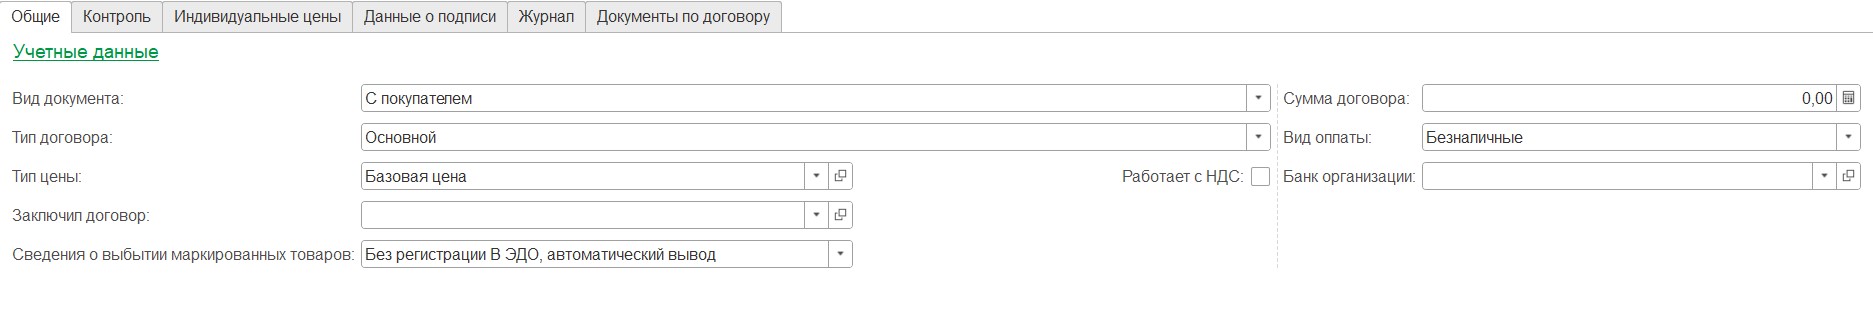 Общие Контроль Индивидуальные цены Данные о подписи Журнал Документы по договору
Учетные данные
Вид документа: С покупателем Сумма договора: 0,00
Тип договора: Основной Вид оплаты: Безналичные
Тип цены: Базовая цена Работает с НДС: Банк организации:
Заключил договор:
Сведения о выбытии маркированных товаров: Без регистрации В ЭДО, автоматический вывод